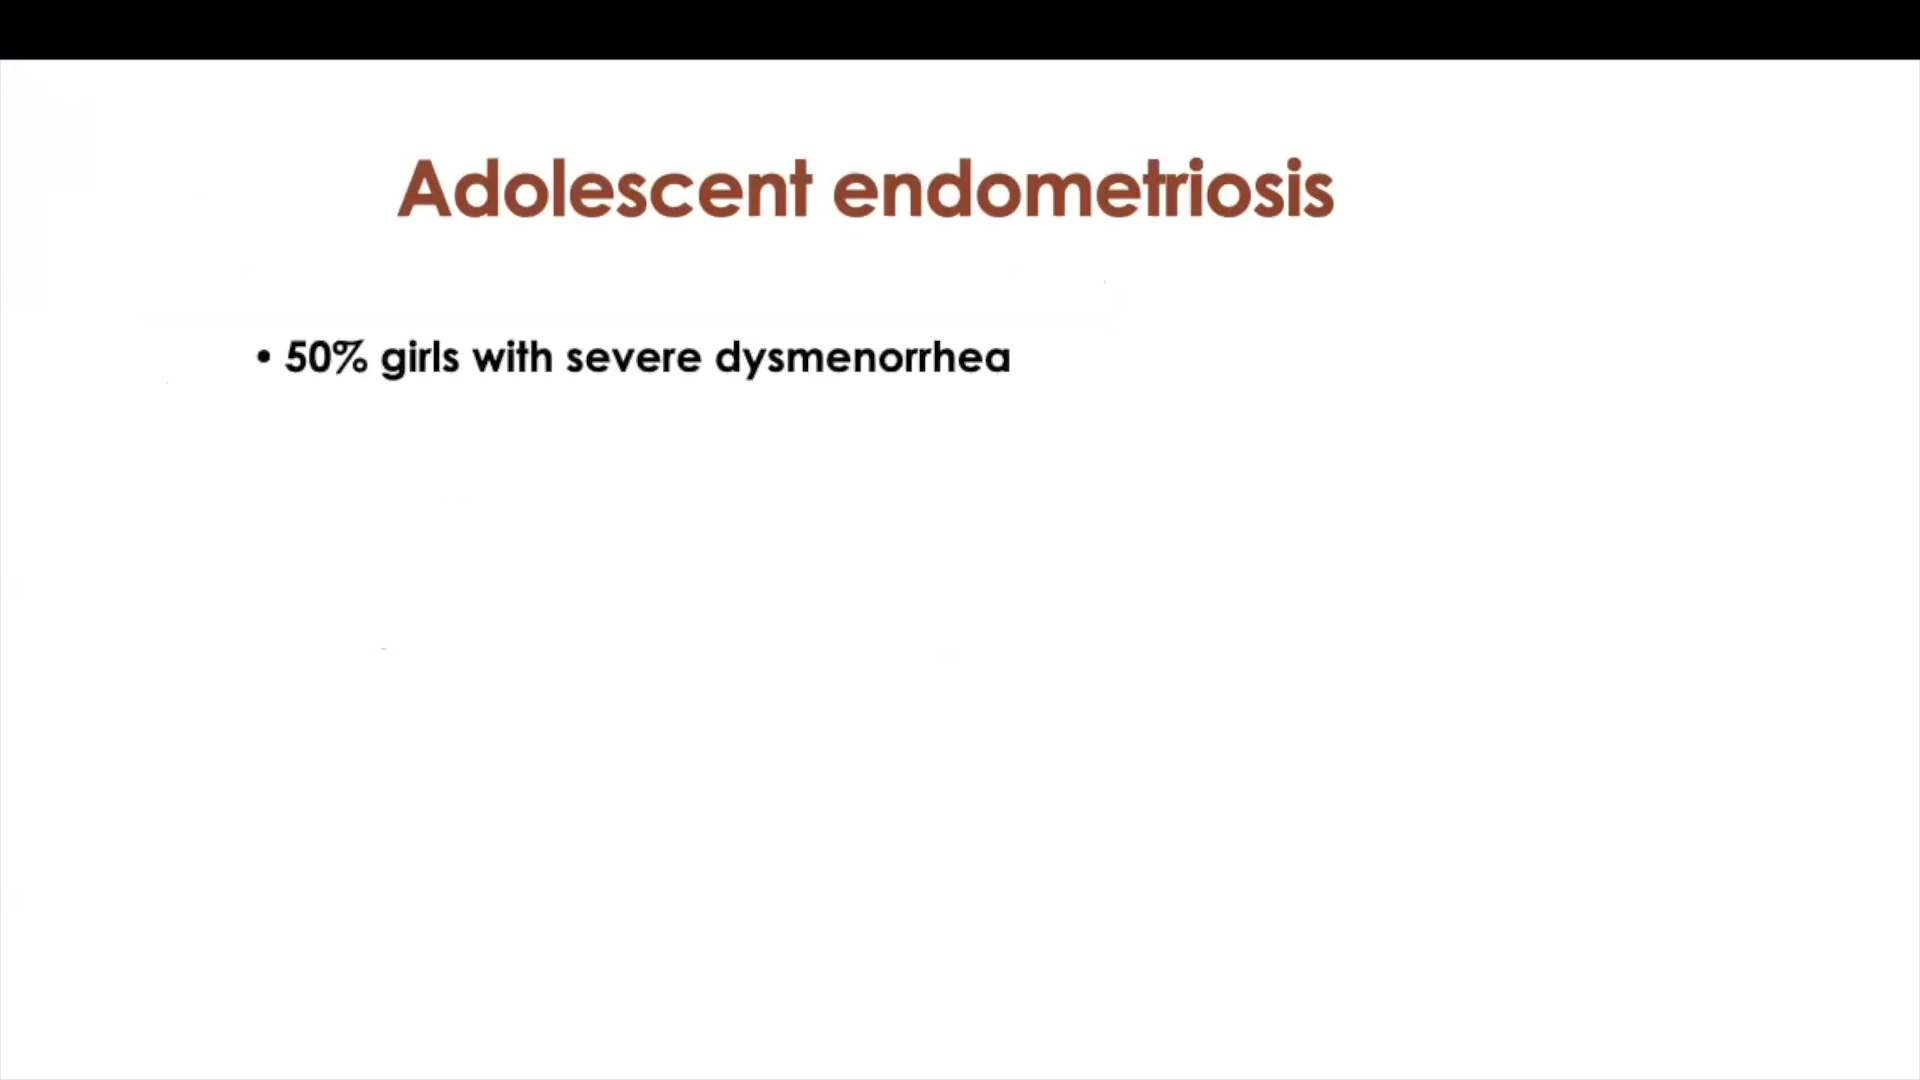 Adolescent endometriosis
• 50% girls with severe dysmenorrhea